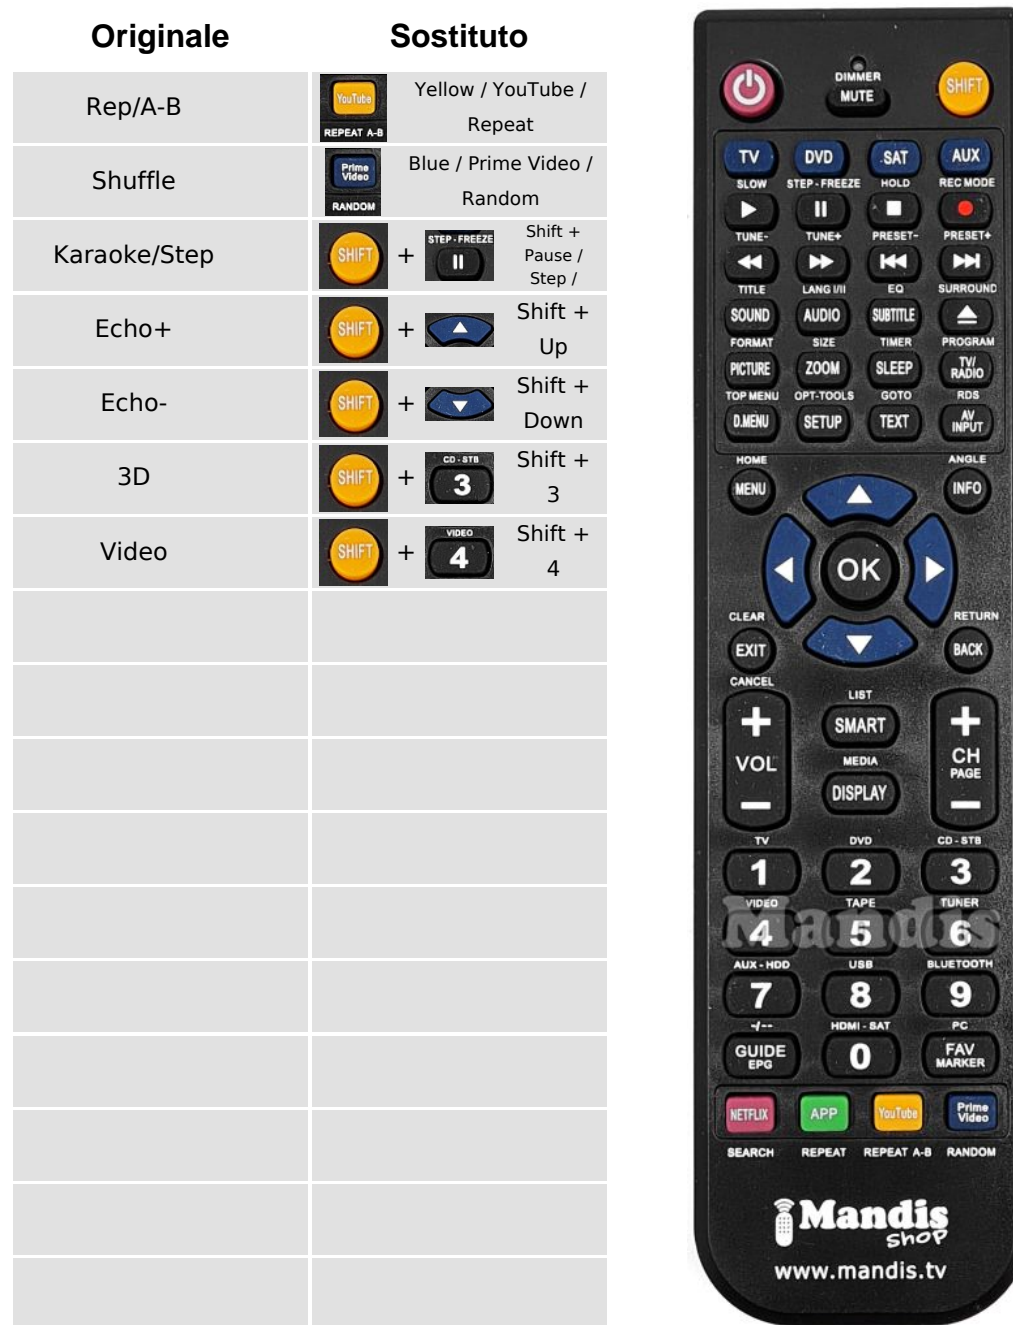 Originale Sostituto
Rep/A-B
YouTube
REPEAT A-B
Yellow / YouTube /
Repeat
Shuffle
Prime
Video
RANDOM
Blue / Prime Video /
Random
Karaoke/Step
SHIFT
+
STEP - FREEZE
Shift +
Pause /
Step /
Echo+
SHIFT
+
Shift +
Up
Echo-
SHIFT
+
Shift +
Down
3D
SHIFT
+
CD - STB
3
Shift +
3
Video
SHIFT
+
VIDEO
4
Shift +
4
DIMMER
MUTE
SHIFT
TV DVD SAT AUX
SLOW STEP - FREEZE HOLD REC MODE
TUNE- TUNE+ PRESET- PRESET+
TITLE LANG I/II EQ SURROUND
SOUND AUDIO SUBTITLE
FORMAT SIZE TIMER PROGRAM
PICTURE ZOOM SLEEP TV/
RADIO
TOP MENU OPT-TOOLS GOTO RDS
D.MENU SETUP TEXT AV
INPUT
HOME ANGLE
MENU INFO
OK
CLEAR RETURN
EXIT BACK
CANCEL
LIST
+ SMART +
VOL MEDIA CH
PAGE
- DISPLAY -
TV DVD CD - STB
1 2 3
VIDEO TAPE TUNER
4 5 6
Mandis
AUX - HDD USB BLUETOOTH
7 8 9
-/-- HDMI - SAT PC
GUIDE
EPG
0
FAV
MARKER
NETFLIX APP YouTube Prime
Video
SEARCH REPEAT REPEAT A-B RANDOM
Mandis
Shop
www.mandis.tv